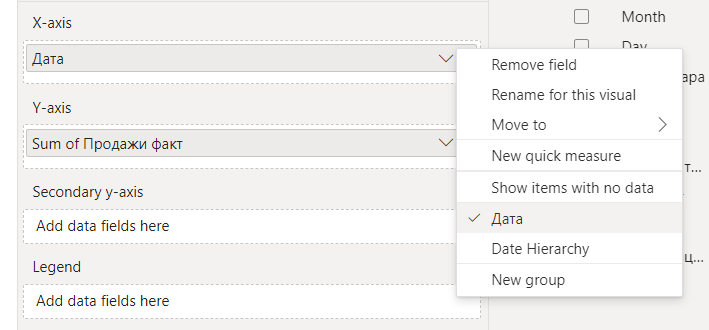 X-axis
Дата
Y-axis
Sum of Продажи факт
Secondary y-axis
Add data fields here
Legend
Add data fields here
Remove field
Rename for this visual
Move to
New quick measure
Show items with no data
Дата
Date Hierarchy
New group
Month
Day